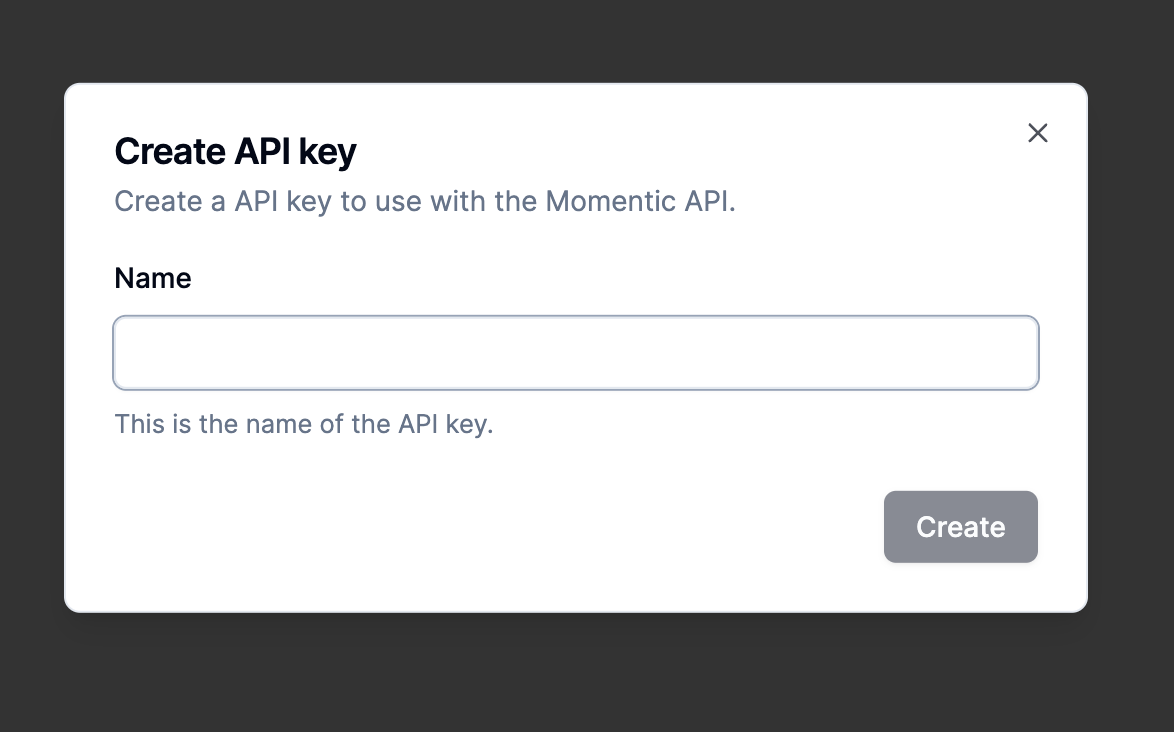 Create API key
Create a API key to use with the Momentic API.
Name
This is the name of the API key.
Create